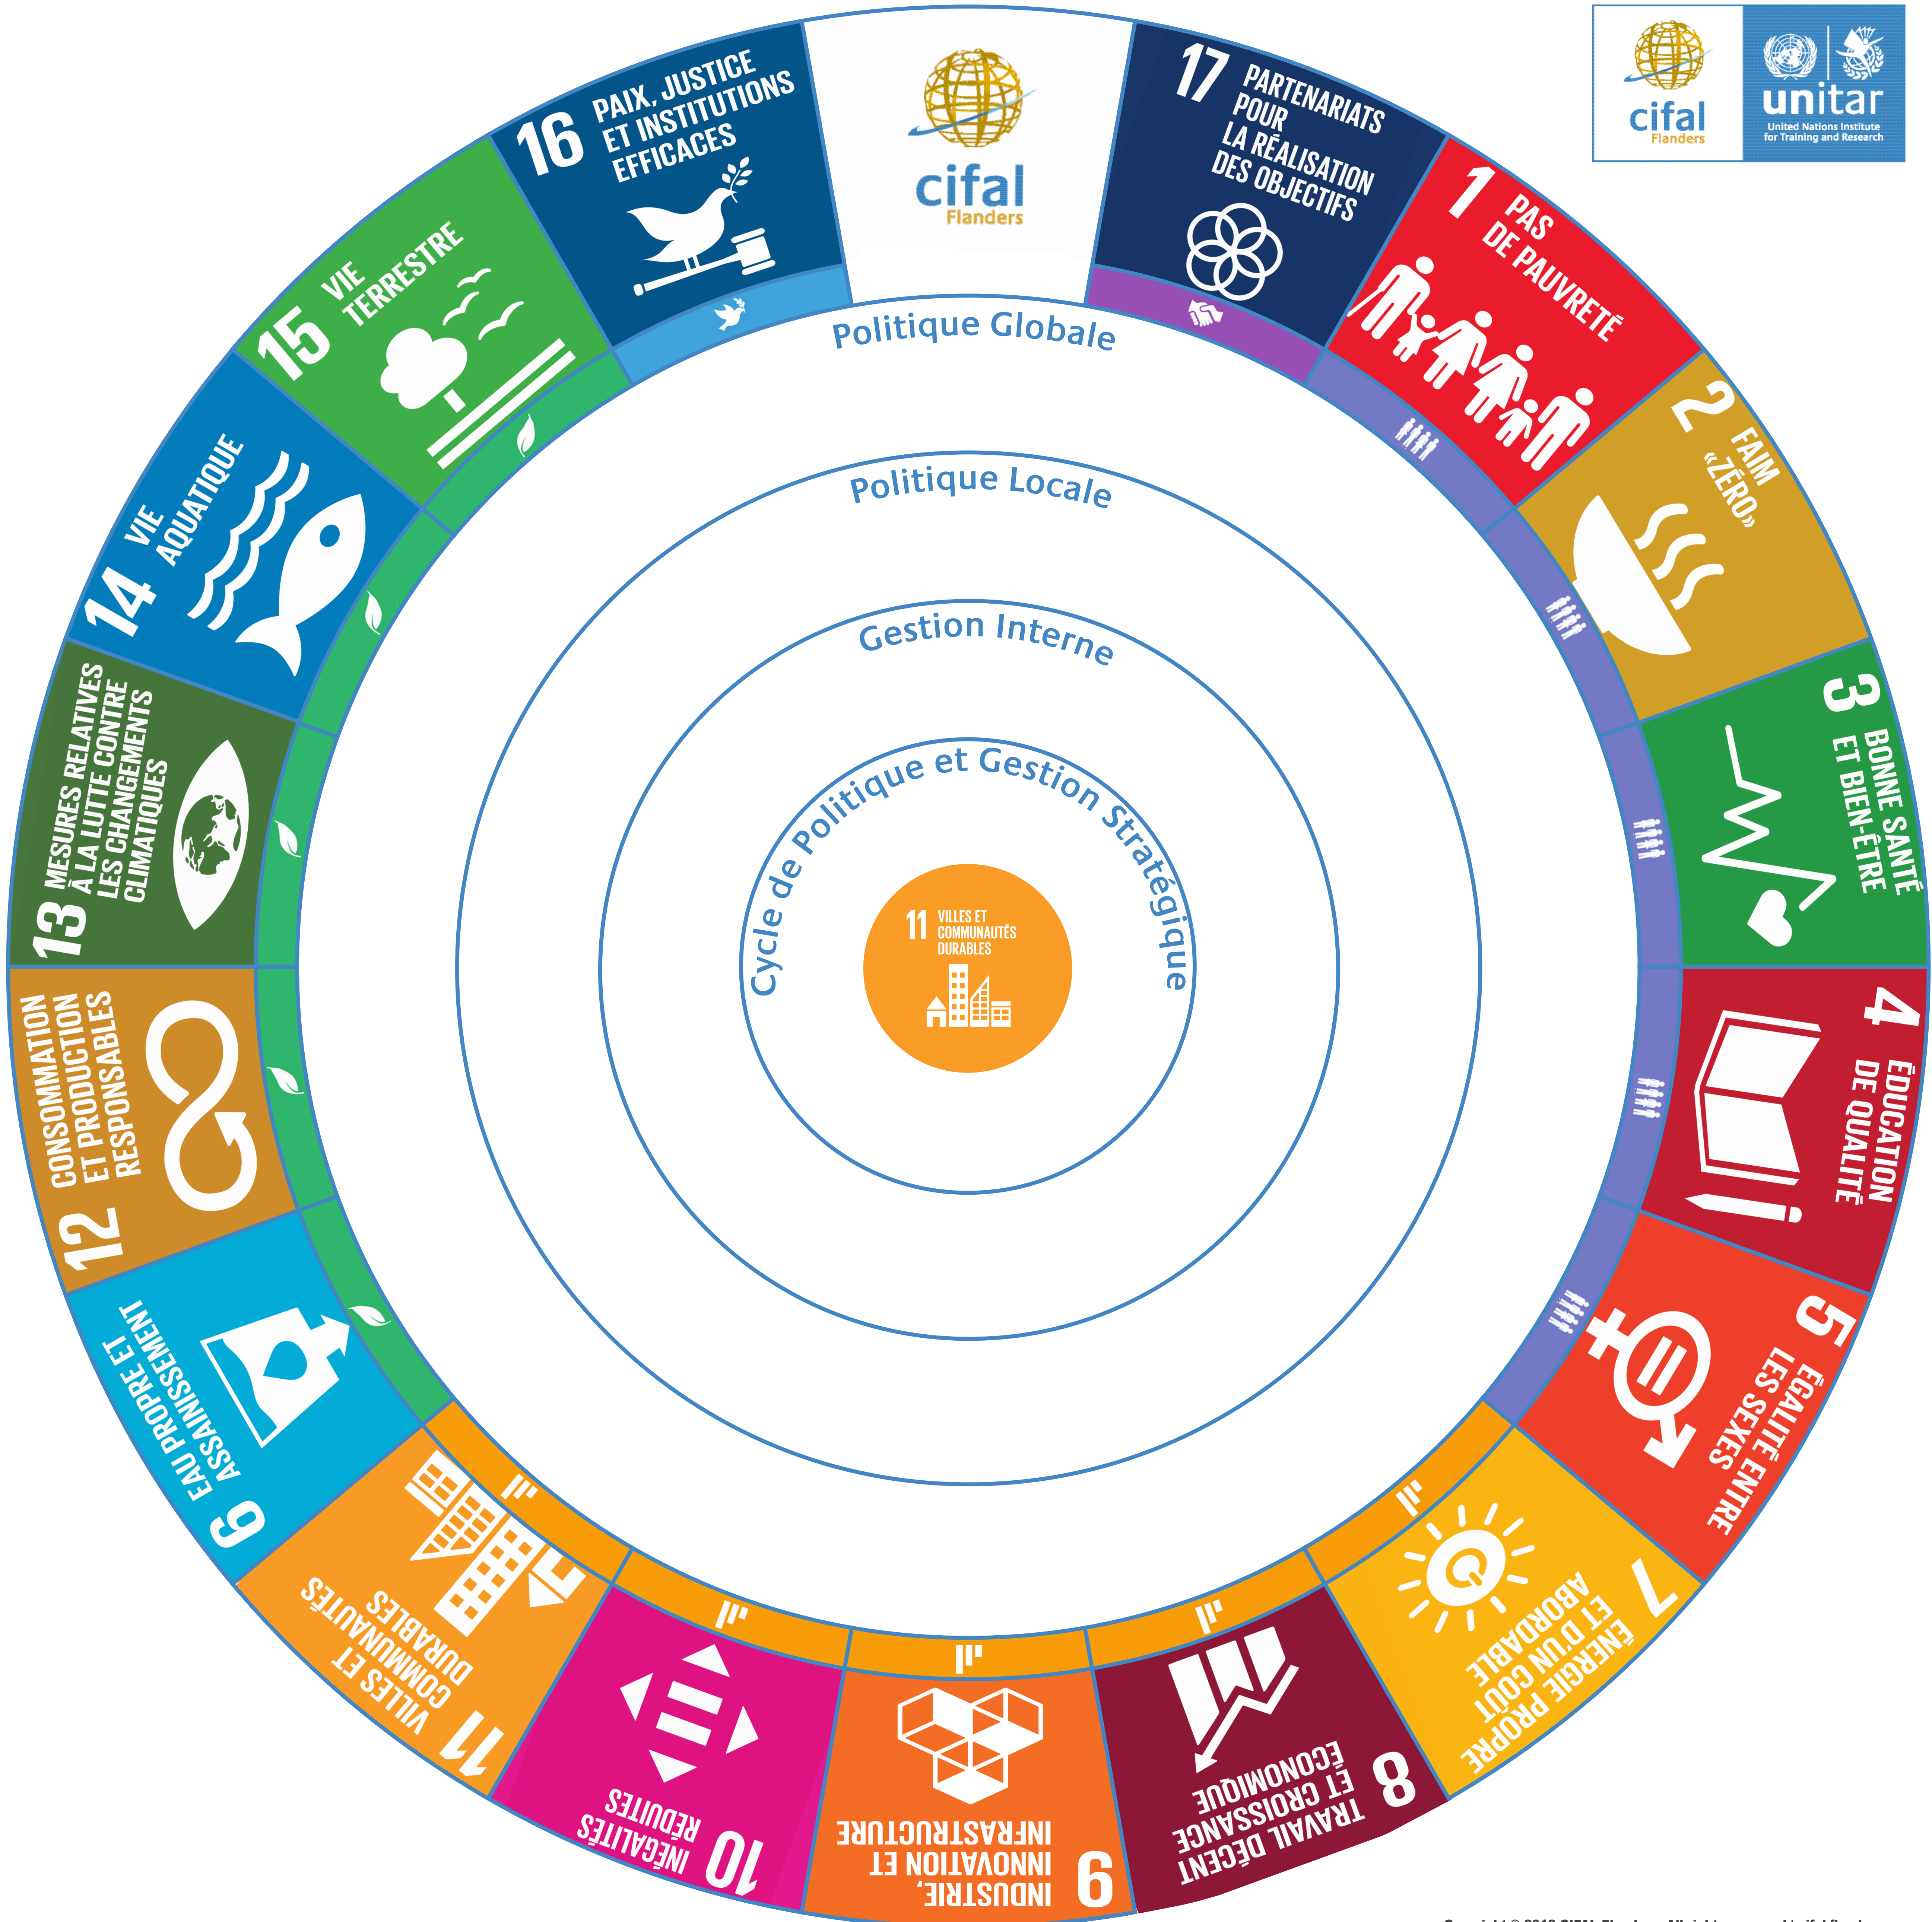 cifal
Flanders
17
PARTENARIATS
POUR
LA RÉALISATION
DES OBJECTIFS
1
PAS
DE PAUVRETÉ
2
FAIM
«ZÉRO»
3
BONNE SANTÉ
ET BIEN-ÊTRE
4
ÉDUCATION
DE QUALITÉ
5
ÉGALITÉ ENTRE
LES SEXES
7
ÉNERGIE PROPRE
ET D'UN COÛT
ABORDABLE
8
TRAVAIL DÉCENT
ET CROISSANCE
ÉCONOMIQUE
9
INDUSTRIE,
INNOVATION ET
INFRASTRUCTURE
10
INÉGALITÉS
RÉDUITES
11
VILLES ET
COMMUNAUTÉS
DURABLES
6
EAU PROPRE ET
ASSAINISSEMENT
12
CONSOMMATION
ET PRODUCTION
RESPONSABLES
13
MESURES RELATIVES
À LA LUTTE CONTRE
LES CHANGEMENTS
CLIMATIQUES
14
VIE
AQUATIQUE
15
VIE
TERRESTRE
16
PAIX, JUSTICE
ET INSTITUTIONS
EFFICACES
Politique Globale
Politique Locale
Gestion Interne
Cycle de Politique et Gestion Stratégique
11
VILLES ET
COMMUNAUTÉS
DURABLES
cifal
Flanders
unitar
United Nations Institute
for Training and Research